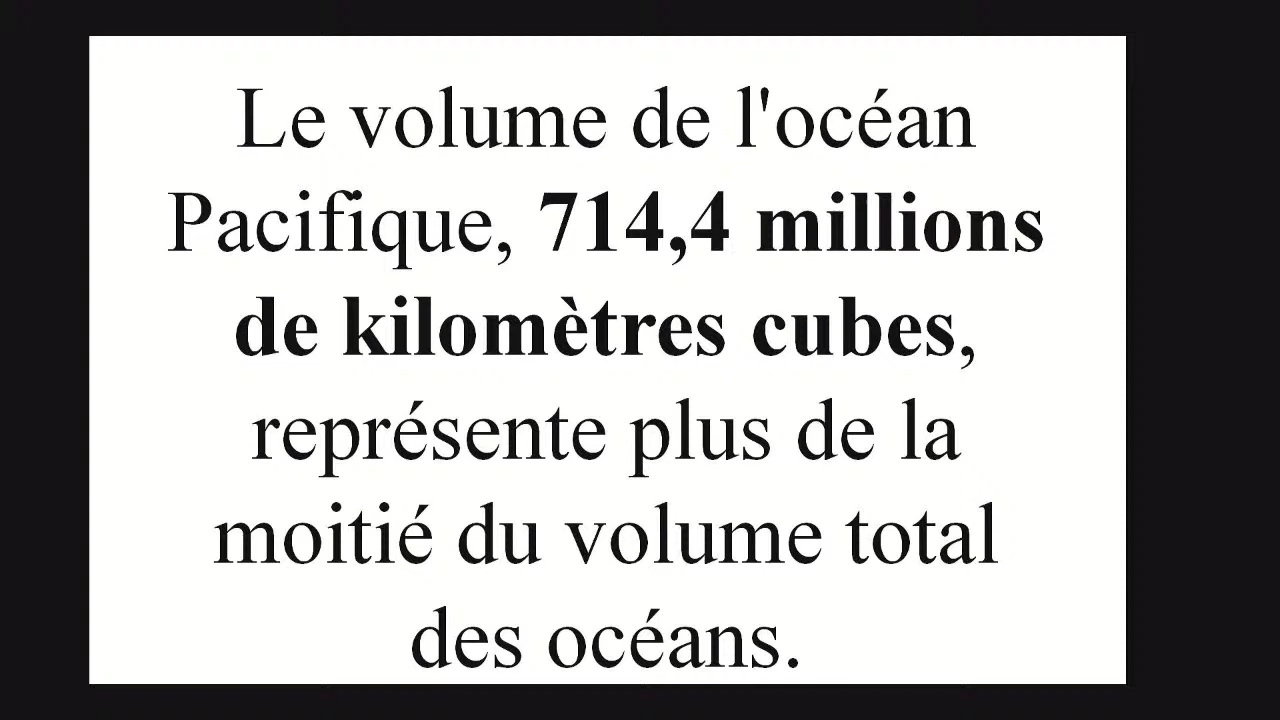 Le volume de l'océan
Pacifique, 714,4 millions
de kilomètres cubes,
représente plus de la
moitié du volume total
des océans.